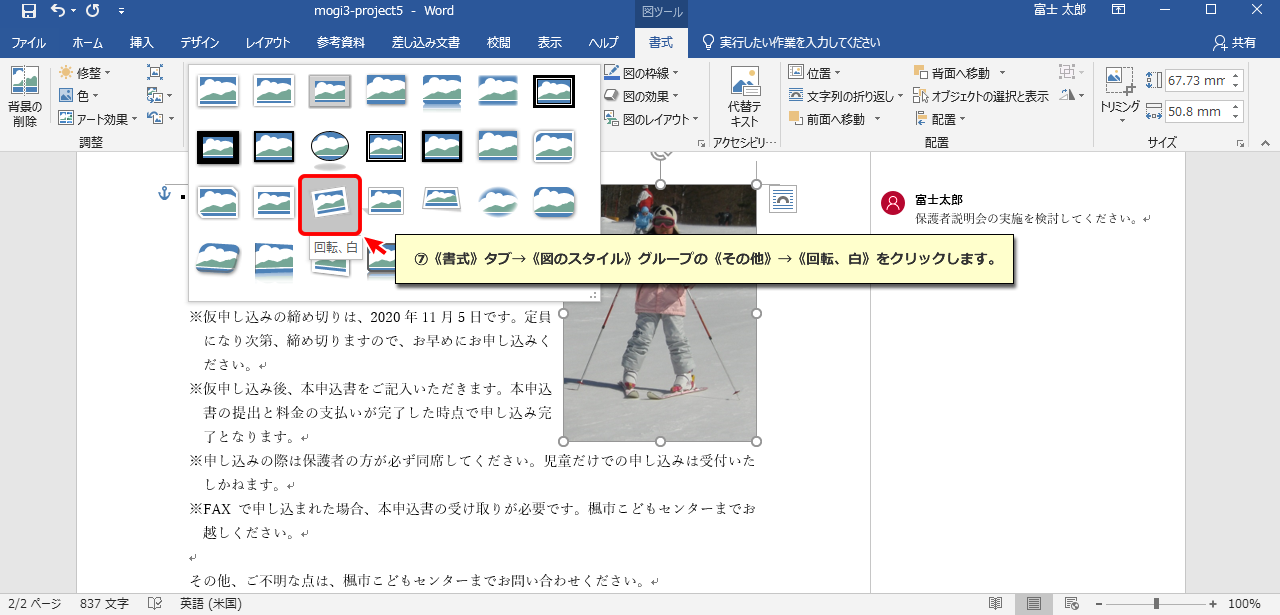 mogi3-project5 - Word
図ツール
富士 太郎
ファイル ホーム 挿入 デザイン レイアウト 参考資料 差し込み文書 校閲 表示 ヘルプ 書式 実行したい作業を入力してください 共有
背景の
削除
修整
色
アート効果
調整
図の枠線
図の効果
図のレイアウト
代替テ
キスト
アクセシビリ…
位置
文字列の折り返し
前面へ移動
背面へ移動
オブジェクトの選択と表示
配置
配置
トリミング
67.73 mm
50.8 mm
サイズ
回転、白
⑦《書式》タブ→《図のスタイル》グループの《その他》→《回転、白》をクリックします。
富士太郎
保護者説明会の実施を検討してください。↵
※仮申し込みの締め切りは、2020 年 11 月 5 日です。定員
になり次第、締め切りますので、お早めにお申し込みく
ださい。↵
※仮申し込み後、本申込書をご記入いただきます。本申込
書の提出と料金の支払いが完了した時点で申し込み完
了となります。↵
※申し込みの際は保護者の方が必ず同席してください。児童だけでの申し込みは受付いた
しかねます。↵
※FAX で申し込まれた場合、本申込書の受け取りが必要です。楓市こどもセンターまでお
越しください。↵
↵
その他、ご不明な点は、楓市こどもセンターまでお問い合わせください。↵
2/2 ページ 837 文字 英語 (米国) 100%